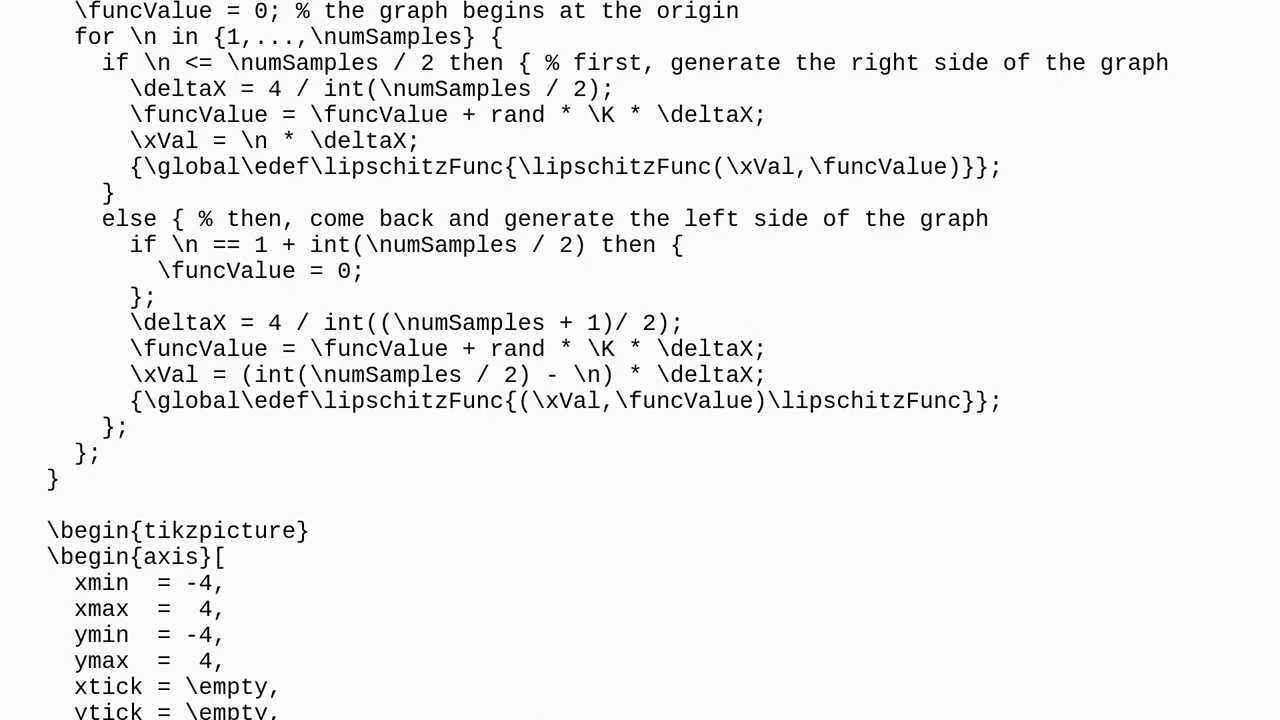 \funcValue = 0; % the graph begins at the origin
for \n in {1,...,\numSamples} {
if \n <= \numSamples / 2 then { % first, generate the right side of the graph
\deltaX = 4 / int(\numSamples / 2);
\funcValue = \funcValue + rand * \K * \deltaX;
\xVal = \n * \deltaX;
{\global\edef\lipschitzFunc{\lipschitzFunc(\xVal,\funcValue)}};
}
else { % then, come back and generate the left side of the graph
if \n == 1 + int(\numSamples / 2) then {
\funcValue = 0;
};
\deltaX = 4 / int((\numSamples + 1)/ 2);
\funcValue = \funcValue + rand * \K * \deltaX;
\xVal = (int(\numSamples / 2) - \n) * \deltaX;
{\global\edef\lipschitzFunc{(\xVal,\funcValue)\lipschitzFunc}};
};
};
}
\begin{tikzpicture}
\begin{axis}[
xmin  = -4,
xmax  =  4,
ymin  = -4,
ymax  =  4,
xtick = \empty,
ytick = \empty,